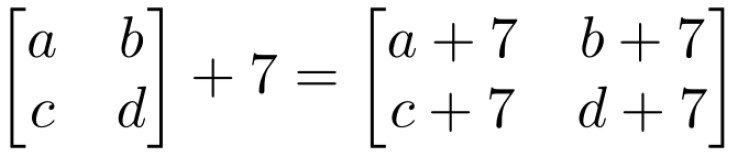 [a b; c d] + 7 = [a + 7 b + 7; c + 7 d + 7]